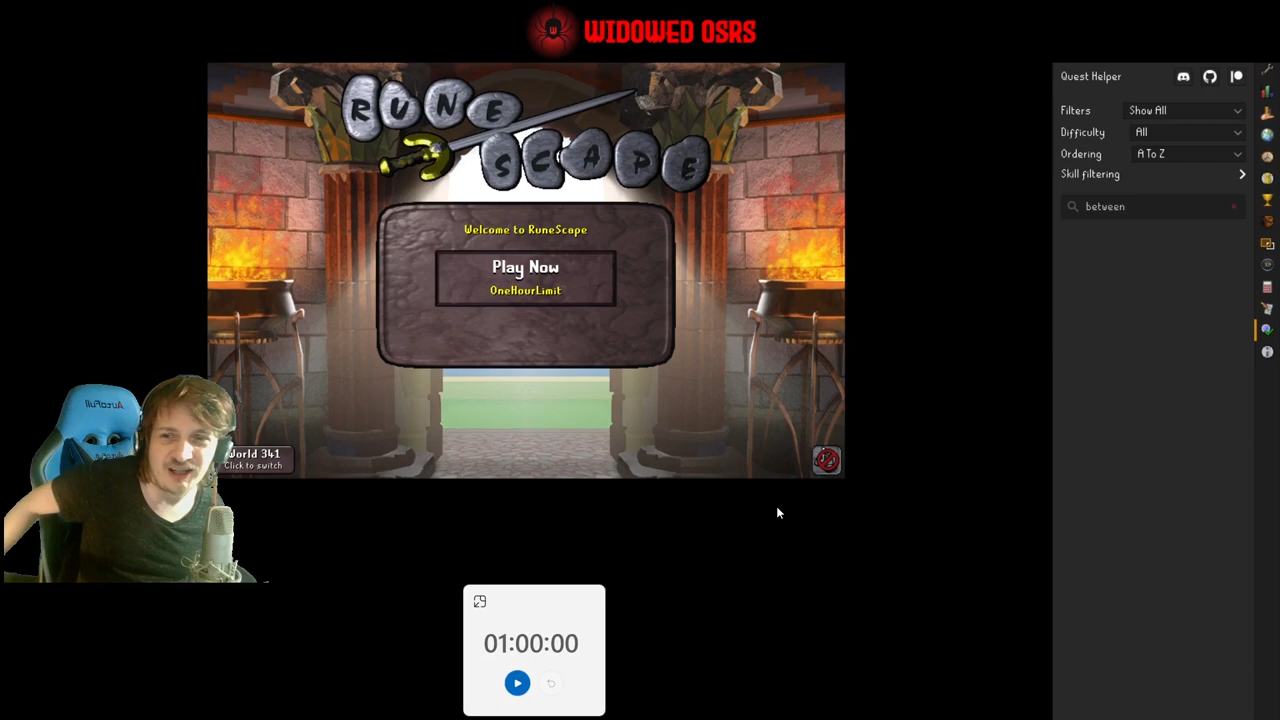 WIDOWED OSRS
RUNE
SCAPE
Welcome to RuneScape
Play Now
OneHourLimit
World 341
Click to switch
Quest Helper
Filters
Show All
Difficulty
All
Ordering
A To Z
Skill filtering
between
AutoFull
01:00:00